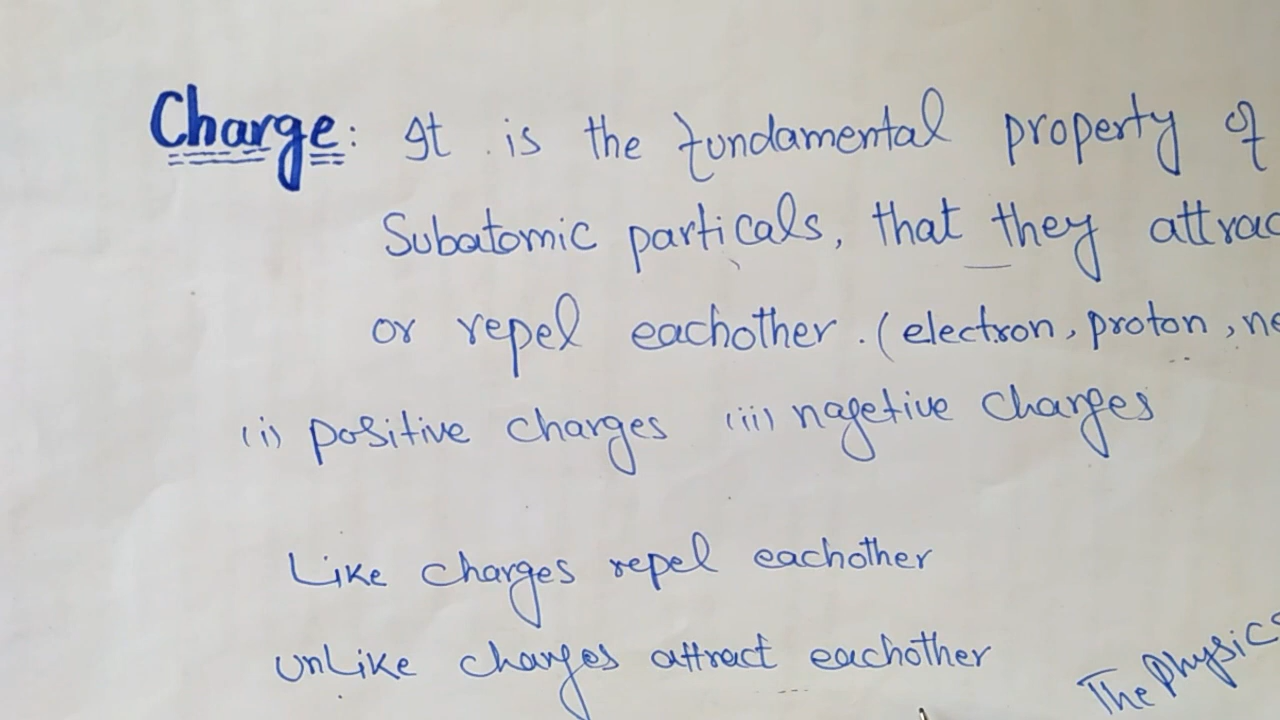 Charge: It is the fundamental property of
Subatomic particals, that they attrac
or repel eachother. (electron, proton, ne
(i) positive charges (ii) nagetive charges
Like charges repel eachother
UnLike charges attract eachother
The Physics